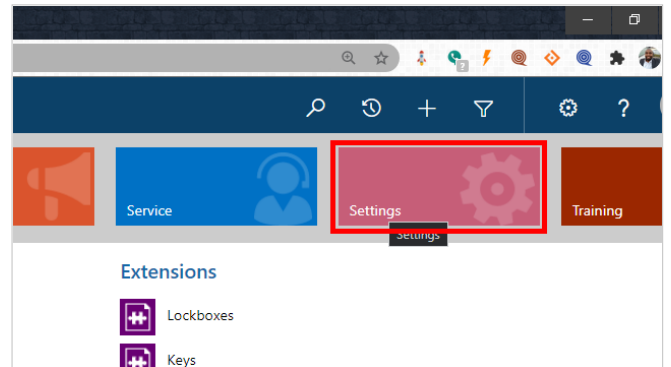 ?
?
Service
Settings
Training
Settings
Extensions
Lockboxes
Keys